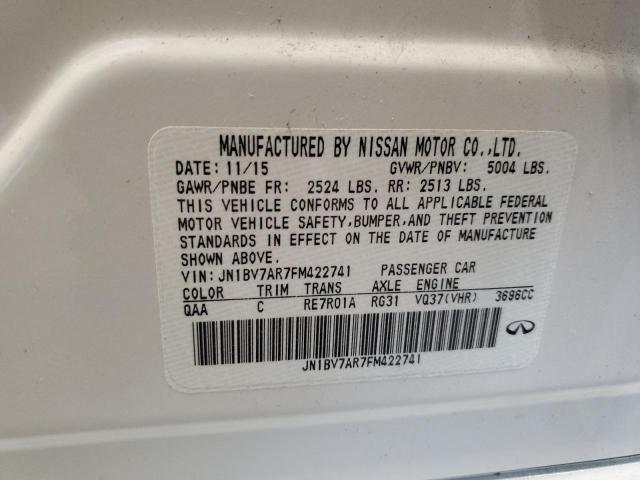 MANUFACTURED BY NISSAN MOTOR CO.,LTD.
DATE: 11/15 GVWR/PNBV: 5004 LBS.
GAWR/PNBE FR: 2524 LBS. RR: 2513 LBS.
THIS VEHICLE CONFORMS TO ALL APPLICABLE FEDERAL
MOTOR VEHICLE SAFETY,BUMPER,AND THEFT PREVENTION
STANDARDS IN EFFECT ON THE DATE OF MANUFACTURE
SHOWN ABOVE.
VIN: JN1BV7AR7FM422741 PASSENGER CAR
COLOR TRIM TRANS AXLE ENGINE
QAA C RE7R01A RG31 VQ37(VHR) 3696CC
JN1BV7AR7FM422741